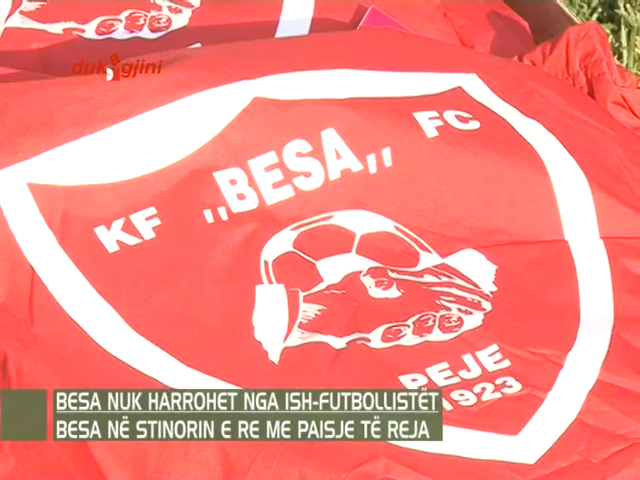 dukagjini
KF „BESA„ FC
PEJE
1923
BESA NUK HARROHET NGA ISH-FUTBOLLISTËT
BESA NË STINORIN E RE ME PAISJE TË REJA